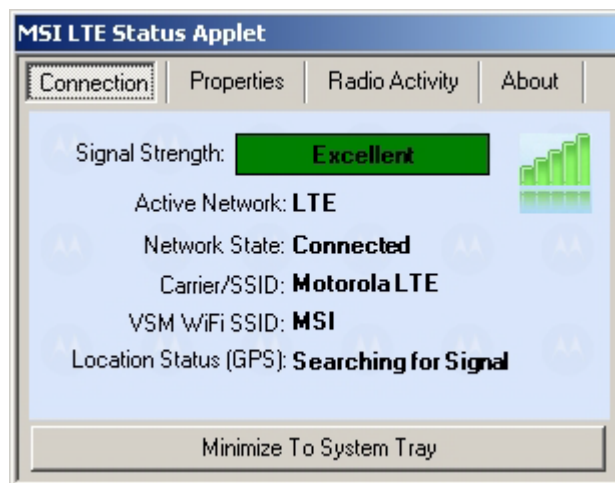 MSI LTE Status Applet
Connection Properties Radio Activity About
Signal Strength: Excellent
Active Network: LTE
Network State: Connected
Carrier/SSID: Motorola LTE
VSM WiFi SSID: MSI
Location Status (GPS): Searching for Signal
Minimize To System Tray